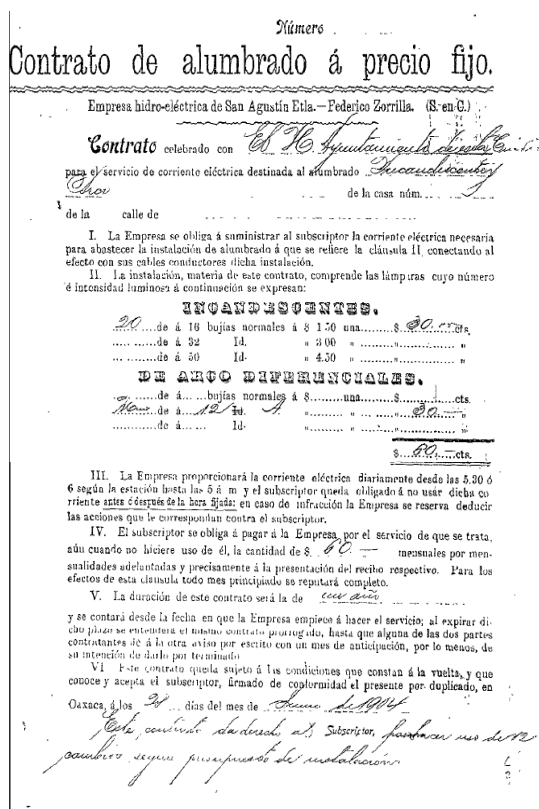 Número
Contrato de alumbrado á precio fijo.
Empresa hidro-eléctrica de San Agustín Etla.—Federico Zorrilla. (S. en C.)
Contrato celebrado con El H. Ayuntamiento de esta
para el servicio de corriente eléctrica destinada al alumbrado Incandescente y
de la casa núm.
de la calle de
I. La Empresa se obliga á suministrar al subscriptor la corriente eléctrica necesaria
para abastecer la instalación de alumbrado á que se refiere la cláusula II, conectando al
efecto con sus cables conductores dicha instalación.
II. La instalación, materia de este contrato, comprende las lámparas cuyo número
é intensidad luminosa á continuación se expresan:
INCANDESCENTES.
20 de á 16 bujías normales á $ 1.50 una $ 30.00 cts.
de á 32 Id. " 3 00 " "
de á 50 Id. " 4.50 " "
DE ARCO DIFERENCIALES.
de á bujías normales á $ una $ cts.
de á 12 Id. A " " 30 — "
de á Id. " " "
$ 60 — cts.
III. La Empresa proporcionará la corriente eléctrica diariamente desde las 5.30 ó
6 según la estación hasta las 5 á m y el subscriptor queda obligado á no usár dicha co
rriente antes ó después de la hora fijada: en caso de infracción la Empresa se reserva deducir
las acciones que le correspondan contra el subscriptor.
IV. El subscriptor se obliga á pagar á la Empresa, por el servicio de que se trata,
aún cuando no hiciere uso de él, la cantidad de $ 60 — mensuales por men-
sualidades adelantadas y precisamente á la presentación del recibo respectivo. Para los
efectos de esta cláusula todo mes principiado se reputará completo.
V. La duración de este contrato será la de un año
y se contará desde la fecha en que la Empresa empiece á hacer el servicio; al expirar di
cho plazo se entenderá el mismo contrato prorrogado, hasta que alguna de las dos partes
contratantes dé á la otra aviso por escrito con un mes de anticipación, por lo menos, de
su intención de darlo por terminado
VI Este contrato queda sujeto á las condiciones que constan á la vuelta, y que
conoce y acepta el subscriptor, firmado de conformidad el presente por duplicado, en
Oaxaca, á los días del mes de de 1904
Este contrato da derecho al Subscriptor, para hacer uso de 12
cambios segun presupuesto de instalación.